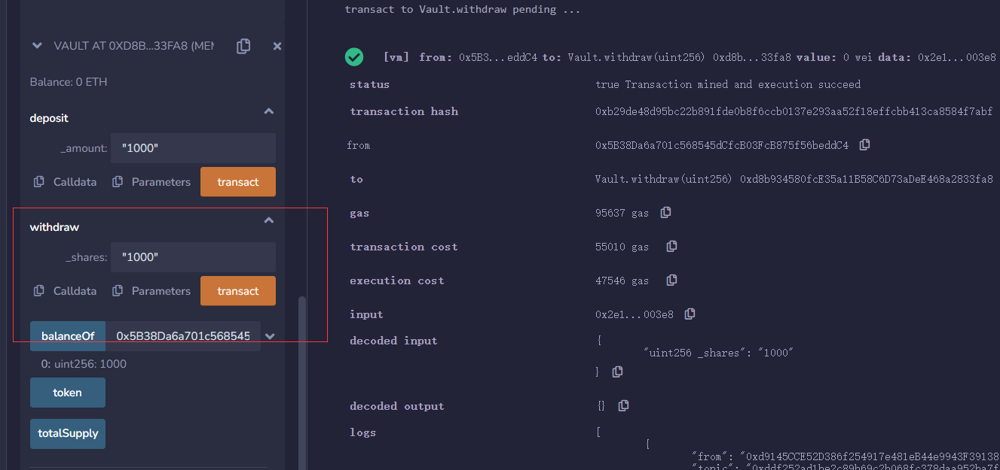 VAULT AT 0XD8B...33FA8 (MEM
Balance: 0 ETH
deposit
_amount: "1000"
Calldata Parameters transact
withdraw
_shares: "1000"
Calldata Parameters transact
balanceOf 0x5B38Da6a701c568545
0: uint256: 1000
token
totalSupply
transact to Vault.withdraw pending ...
[vm] from: 0x5B3...eddC4 to: Vault.withdraw(uint256) 0xd8b...33fa8 value: 0 wei data: 0x2e1...003e8
status true Transaction mined and execution succeed
transaction hash 0xb29de48d95bc22b891fde0b8f6ccb0137e293aa52f18effcbb413ca8584f7abf
from 0x5B38Da6a701c568545dCfcB03FcB875f56beddC4
to Vault.withdraw(uint256) 0xd8b934580fcE35a11B58C6D73aDeE468a2833fa8
gas 95637 gas
transaction cost 55010 gas
execution cost 47546 gas
input 0x2e1...003e8
decoded input {
"uint256 _shares": "1000"
}
decoded output {}
logs [
{
"from": "0xd9145CCE52D386f254917e481eB44e9943F39138
"topic": "0xddf252ad1be2c89b69c2b068fc378daa952ba7f